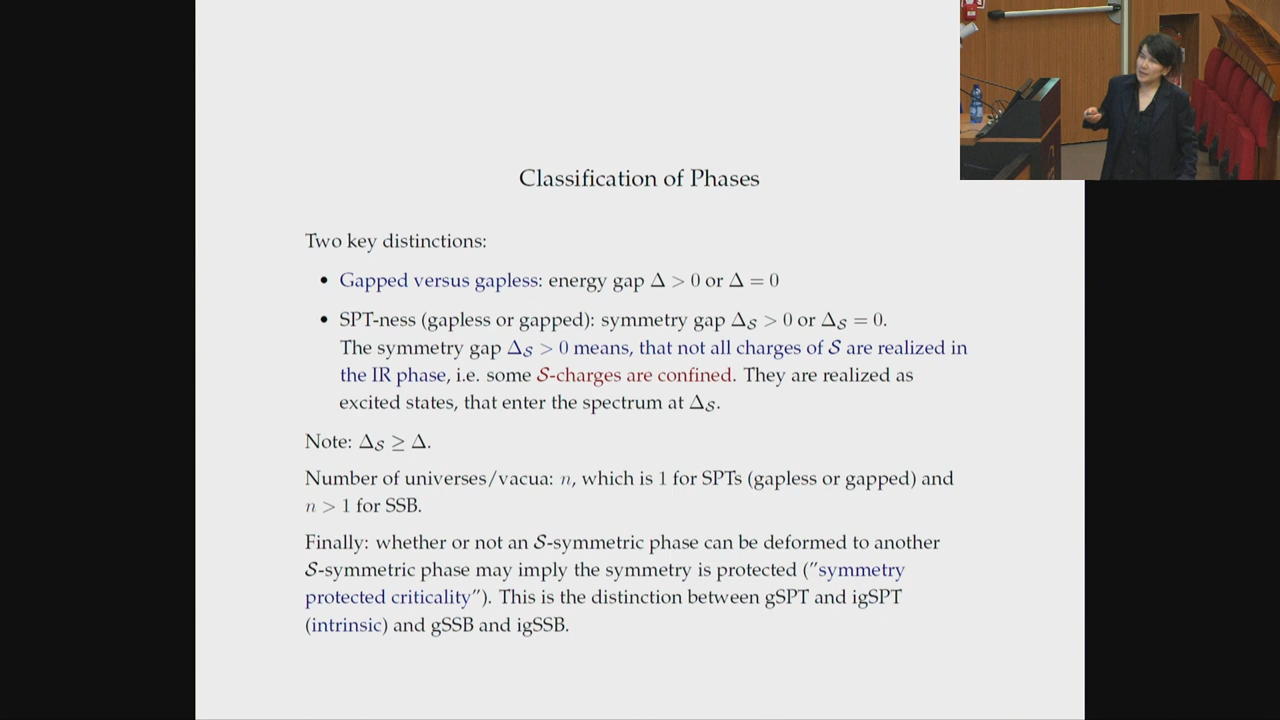 Classification of Phases
Two key distinctions:
• Gapped versus gapless: energy gap Δ > 0 or Δ = 0
• SPT-ness (gapless or gapped): symmetry gap Δ_𝒮 > 0 or Δ_𝒮 = 0.
The symmetry gap Δ_𝒮 > 0 means, that not all charges of 𝒮 are realized in
the IR phase, i.e. some 𝒮-charges are confined. They are realized as
excited states, that enter the spectrum at Δ_𝒮.
Note: Δ_𝒮 ≥ Δ.
Number of universes/vacua: n, which is 1 for SPTs (gapless or gapped) and
n > 1 for SSB.
Finally: whether or not an 𝒮-symmetric phase can be deformed to another
𝒮-symmetric phase may imply the symmetry is protected ("symmetry
protected criticality"). This is the distinction between gSPT and igSPT
(intrinsic) and gSSB and igSSB.